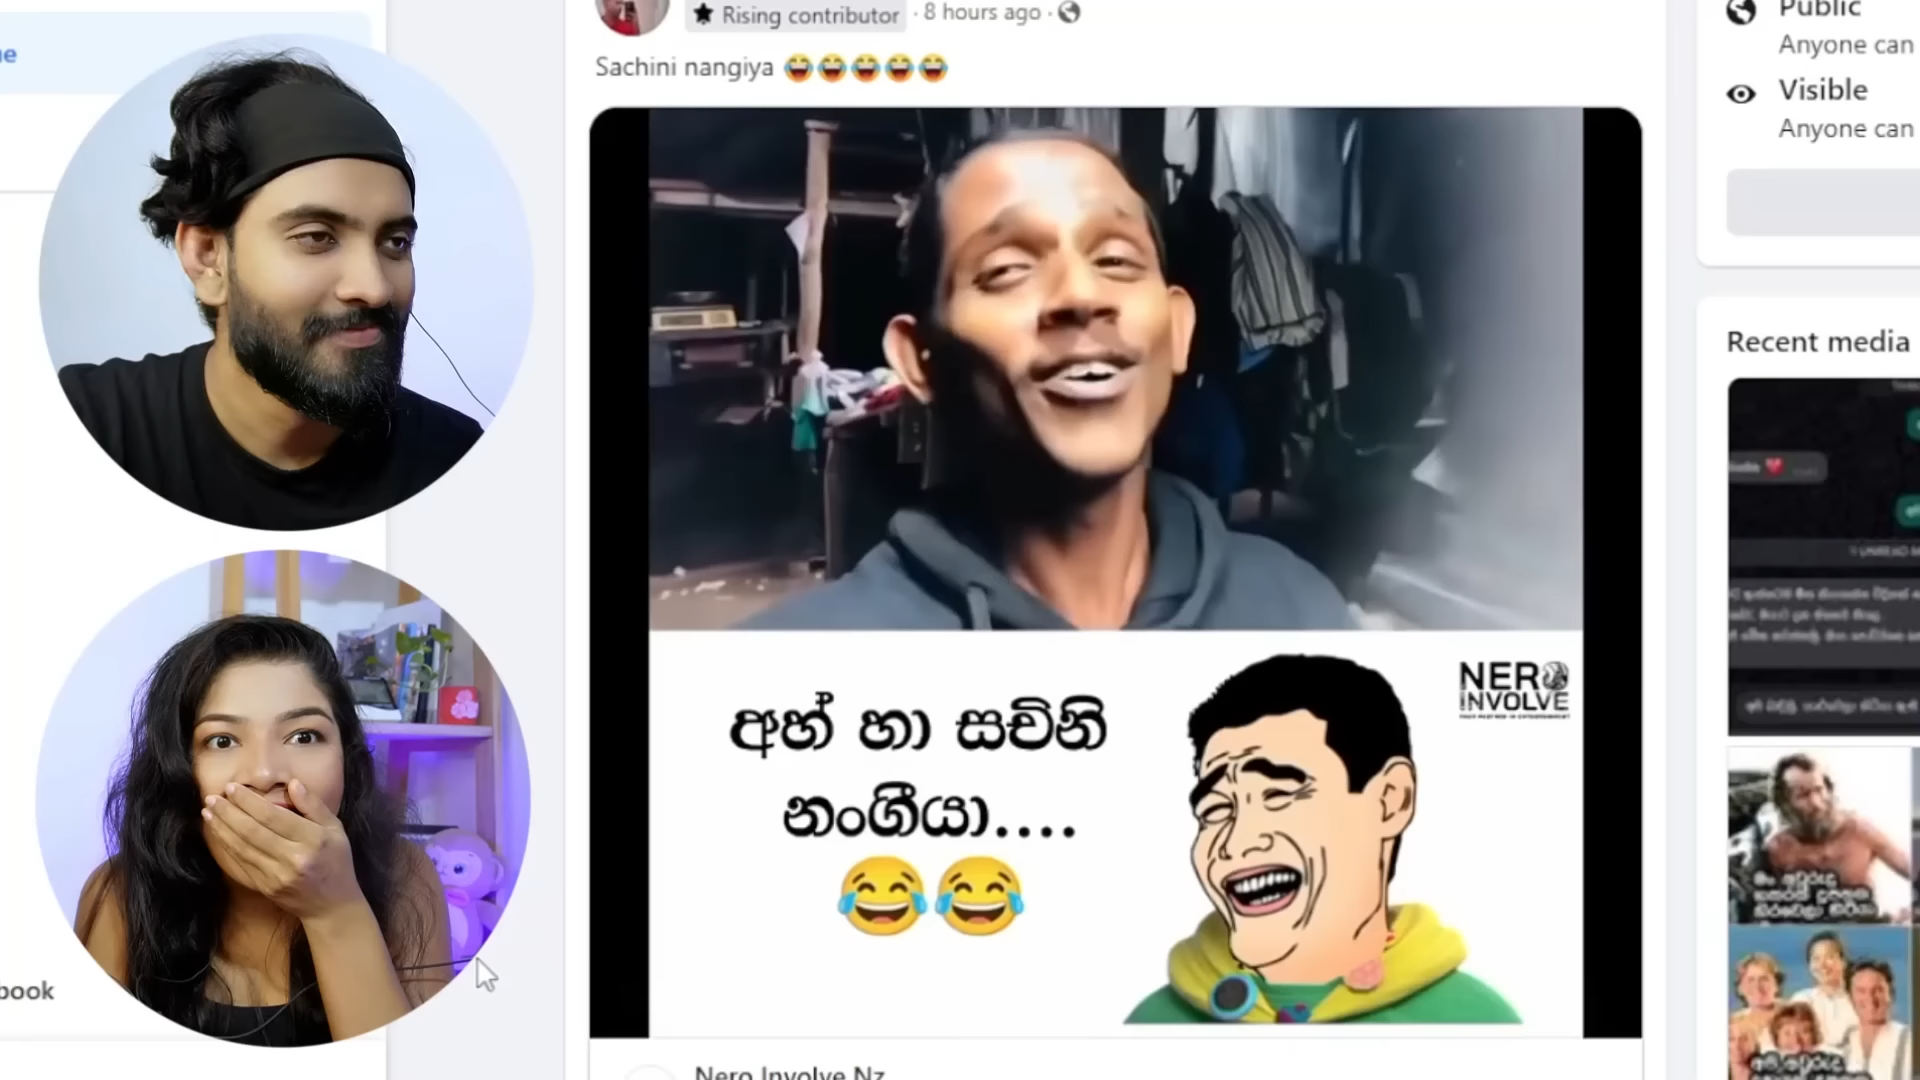 Rising contributor · 8 hours ago ·
Sachini nangiya 😂😂😂😂😂
අහ් හා සචිනි
නංගීයා....
😂😂
NERO
INVOLVE
Nero Involve Nz
book
Public
Anyone can
Visible
Anyone can
Recent media